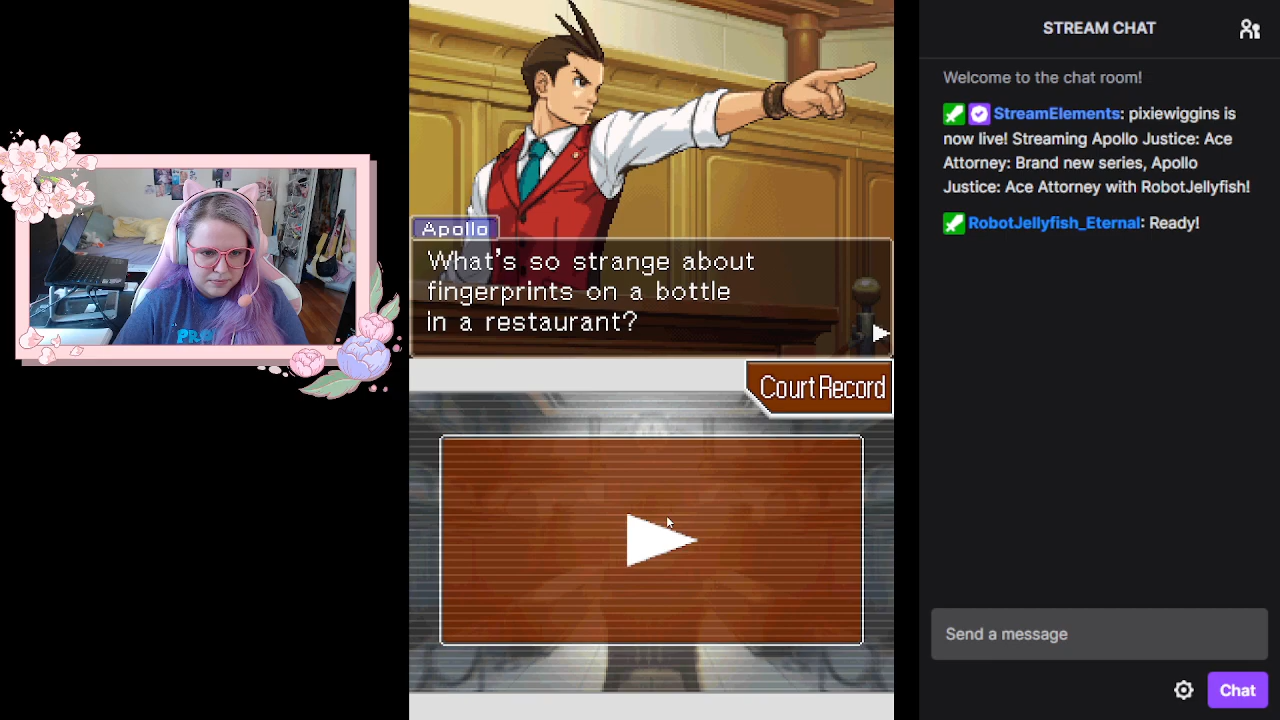 STREAM CHAT
Welcome to the chat room!
StreamElements: pixiewiggins is
now live! Streaming Apollo Justice: Ace
Attorney: Brand new series, Apollo
Justice: Ace Attorney with RobotJellyfish!
RobotJellyfish_Eternal: Ready!
Apollo
What's so strange about
fingerprints on a bottle
in a restaurant?
Court Record
PRO
Send a message
Chat